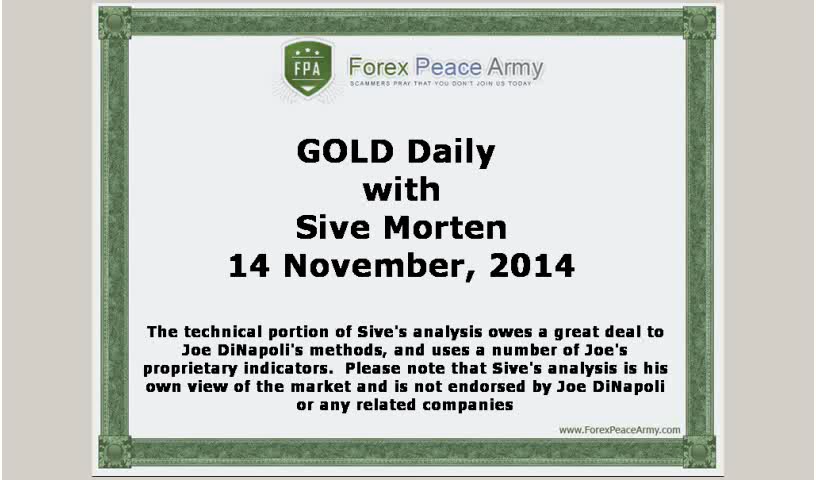 FPA
Forex Peace Army
SCAMMERS PRAY THAT YOU DON'T JOIN US TODAY
GOLD Daily
with
Sive Morten
14 November, 2014
The technical portion of Sive's analysis owes a great deal to
Joe DiNapoli's methods, and uses a number of Joe's
proprietary indicators.  Please note that Sive's analysis is his
own view of the market and is not endorsed by Joe DiNapoli
or any related companies
www.ForexPeaceArmy.com